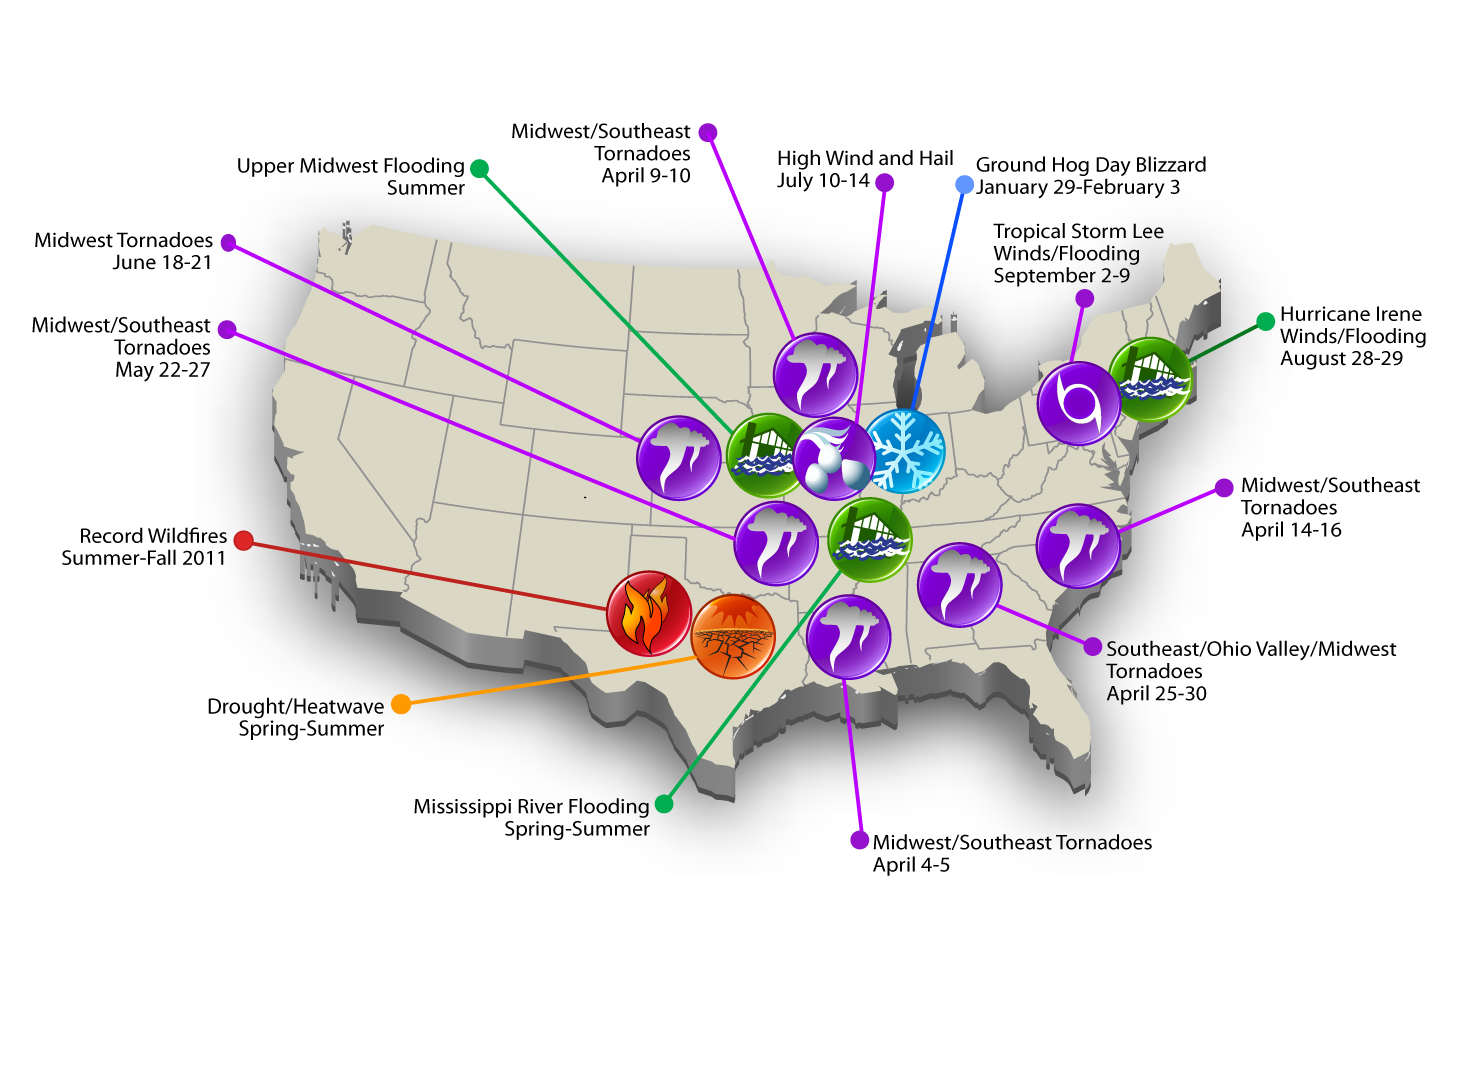 Midwest/Southeast
Tornadoes
April 9-10
High Wind and Hail
July 10-14
Ground Hog Day Blizzard
January 29-February 3
Upper Midwest Flooding
Summer
Tropical Storm Lee
Winds/Flooding
September 2-9
Midwest Tornadoes
June 18-21
Hurricane Irene
Winds/Flooding
August 28-29
Midwest/Southeast
Tornadoes
May 22-27
Midwest/Southeast
Tornadoes
April 14-16
Record Wildfires
Summer-Fall 2011
Southeast/Ohio Valley/Midwest
Tornadoes
April 25-30
Drought/Heatwave
Spring-Summer
Mississippi River Flooding
Spring-Summer
Midwest/Southeast Tornadoes
April 4-5